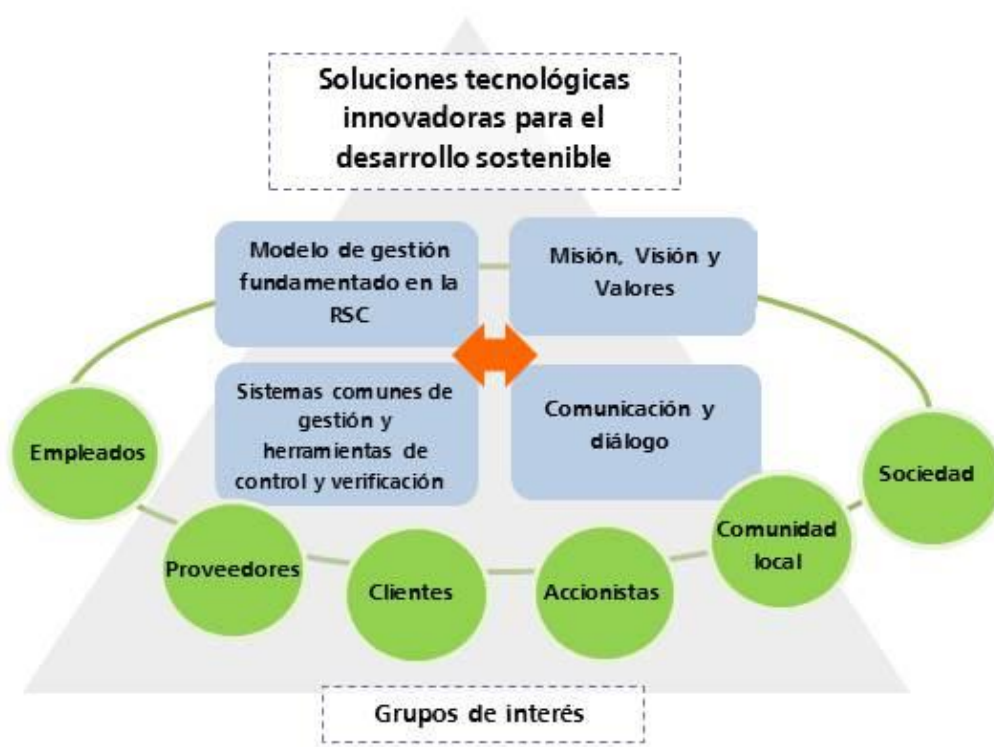 Soluciones tecnológicas
innovadoras para el
desarrollo sostenible
Modelo de gestión
fundamentado en la
RSC
Misión, Visión y
Valores
Sistemas comunes de
gestión y
herramientas de
control y verificación
Comunicación y
diálogo
Empleados
Proveedores
Clientes
Accionistas
Comunidad
local
Sociedad
Grupos de interés